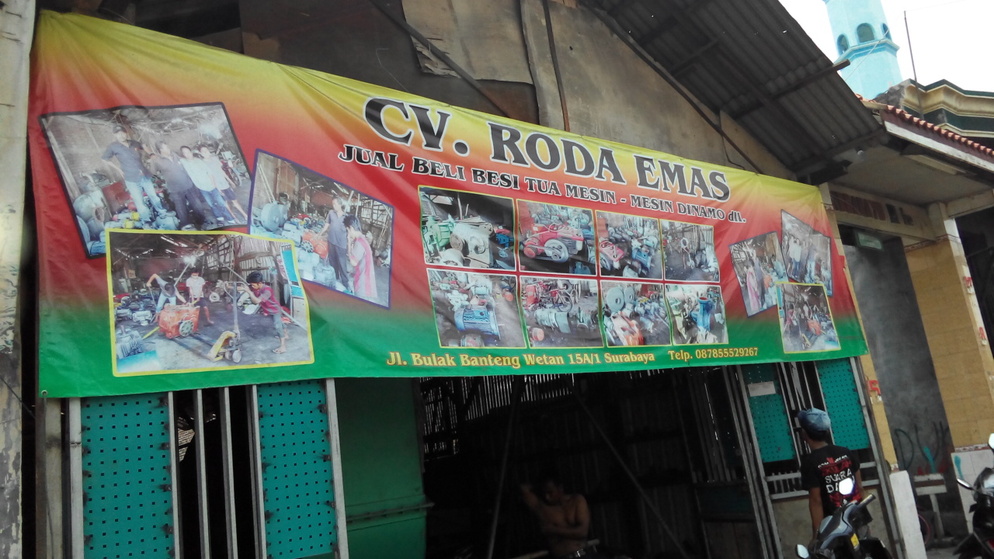 CV. RODA EMAS
JUAL BELI BESI TUA MESIN - MESIN DINAMO dll.
Jl. Bulak Banteng Wetan 15A/1 Surabaya Telp. 087855529267